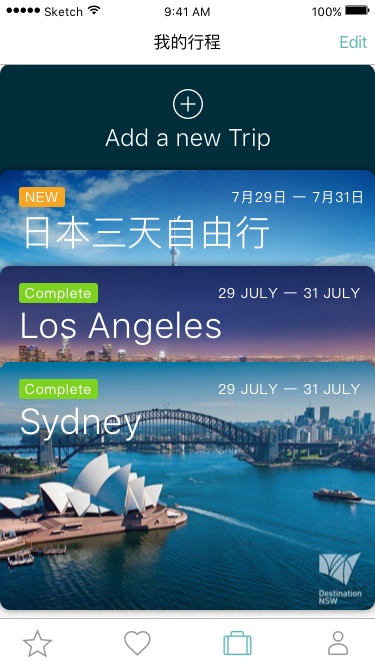 Sketch 9:41 AM 100%
我的行程 Edit
Add a new Trip
NEW 7月29日 — 7月31日
日本三天自由行
Complete 29 JULY — 31 JULY
Los Angeles
Complete 29 JULY — 31 JULY
Sydney
Destination
NSW